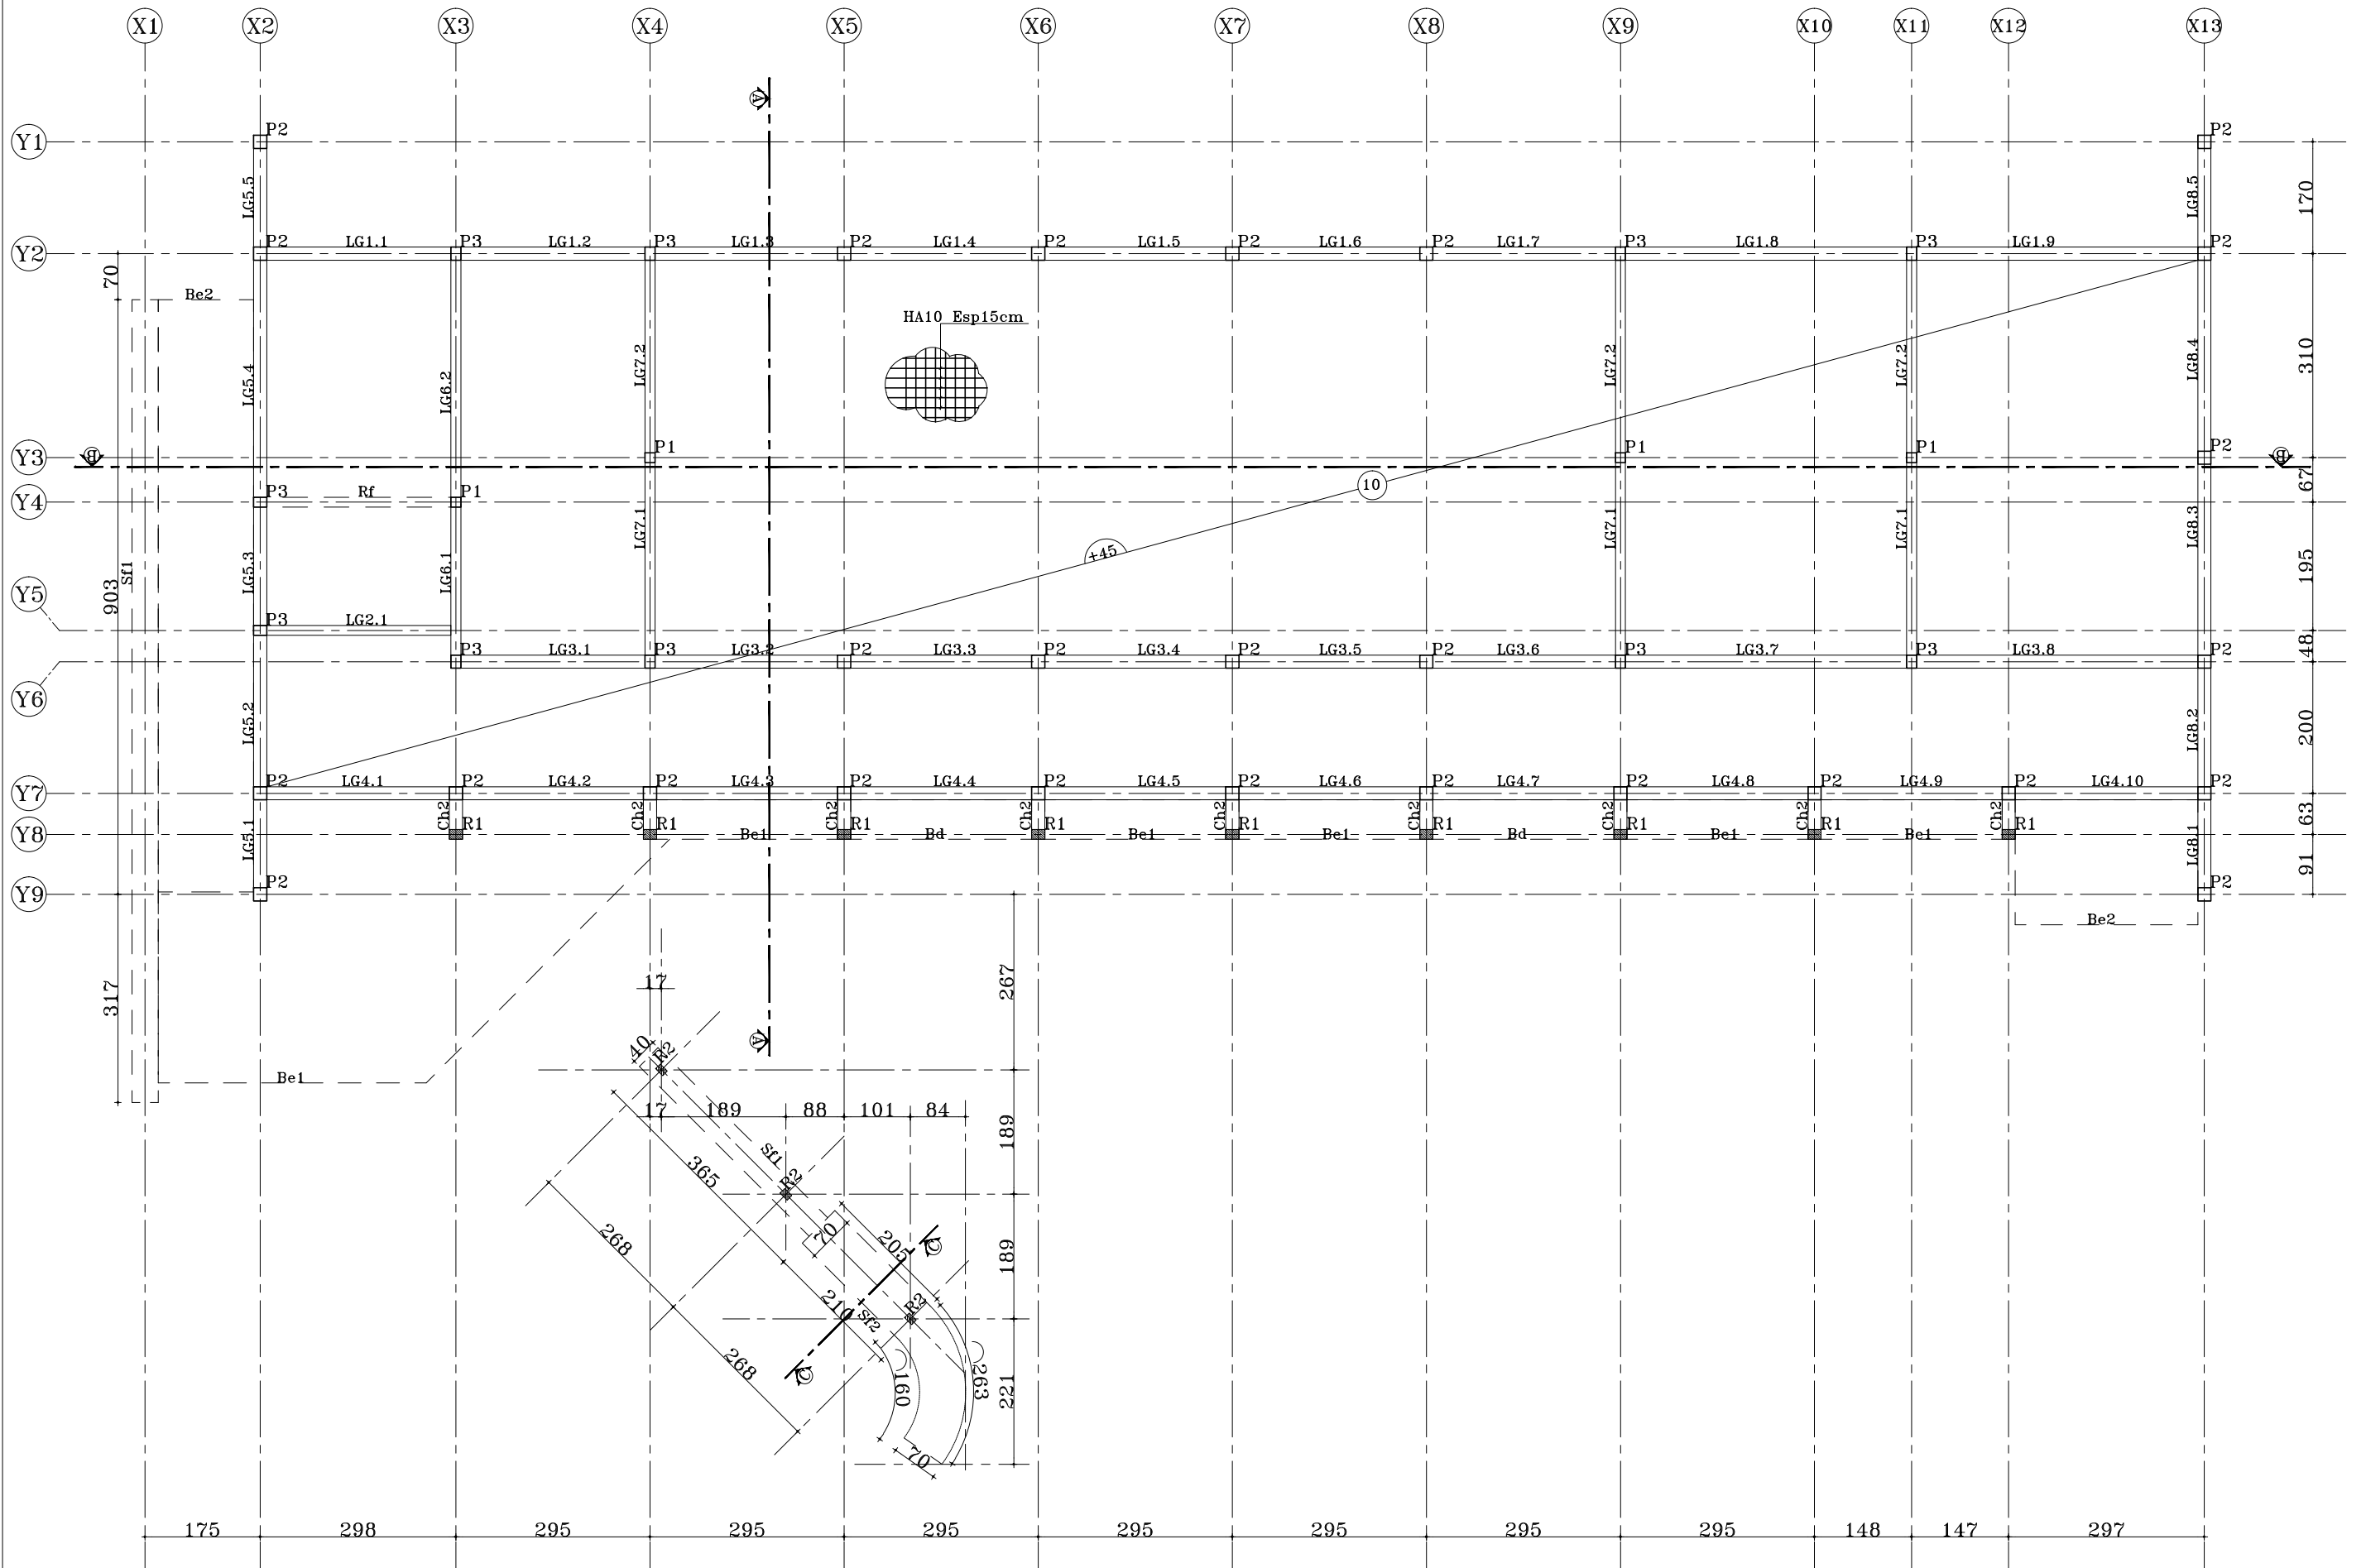 X1 X2 X3 X4 X5 X6 X7 X8 X9 X10 X11 X12 X13
A
Y1 P2 P2
LG5.5 LG8.5 170
Y2 P2 LG1.1 P3 LG1.2 P3 LG1.3 P2 LG1.4 P2 LG1.5 P2 LG1.6 P2 LG1.7 P3 LG1.8 P3 LG1.9 P2
70 Be2
HA10 Esp15cm
LG5.4 LG6.2 LG7.2 LG7.2 LG7.2 LG8.4 310
Y3 B P1 P1 P1 P2 B
67
10
Y4 P3 Rf P1
LG7.1 LG7.1 LG7.1 LG8.3
+45
903 Sf1 LG5.3 LG6.1 195
Y5 P3 LG2.1
48
Y6 P3 LG3.1 P3 LG3.2 P2 LG3.3 P2 LG3.4 P2 LG3.5 P2 LG3.6 P3 LG3.7 P3 LG3.8 P2
LG5.2 LG8.2 200
Y7 P2 LG4.1 P2 LG4.2 P2 LG4.3 P2 LG4.4 P2 LG4.5 P2 LG4.6 P2 LG4.7 P2 LG4.8 P2 LG4.9 P2 LG4.10 P2
Ch2 Ch2 Ch2 Ch2 Ch2 Ch2 Ch2 Ch2 Ch2 63
Y8 LG5.1 R1 R1 Be1 R1 Bd R1 Be1 R1 Be1 R1 Bd R1 Be1 R1 Be1 R1 LG8.1
91
Y9 P2 P2
Be2
317 17 267
A
40 R2
Be1
17 189 88 101 84
189
Sf1
365 R2
268 70 205 C 189
210 Sf2 R2
268 C 160 263 221
70
175 298 295 295 295 295 295 295 295 148 147 297